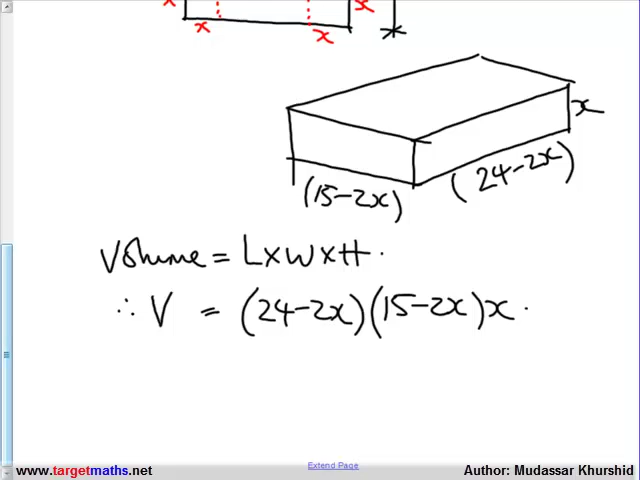 x x
x x
x
(15-2x) (24-2x)
Volume = L×W×H.
∴ V = (24-2x)(15-2x)x.
Extend Page
www.targetmaths.net Author: Mudassar Khurshid